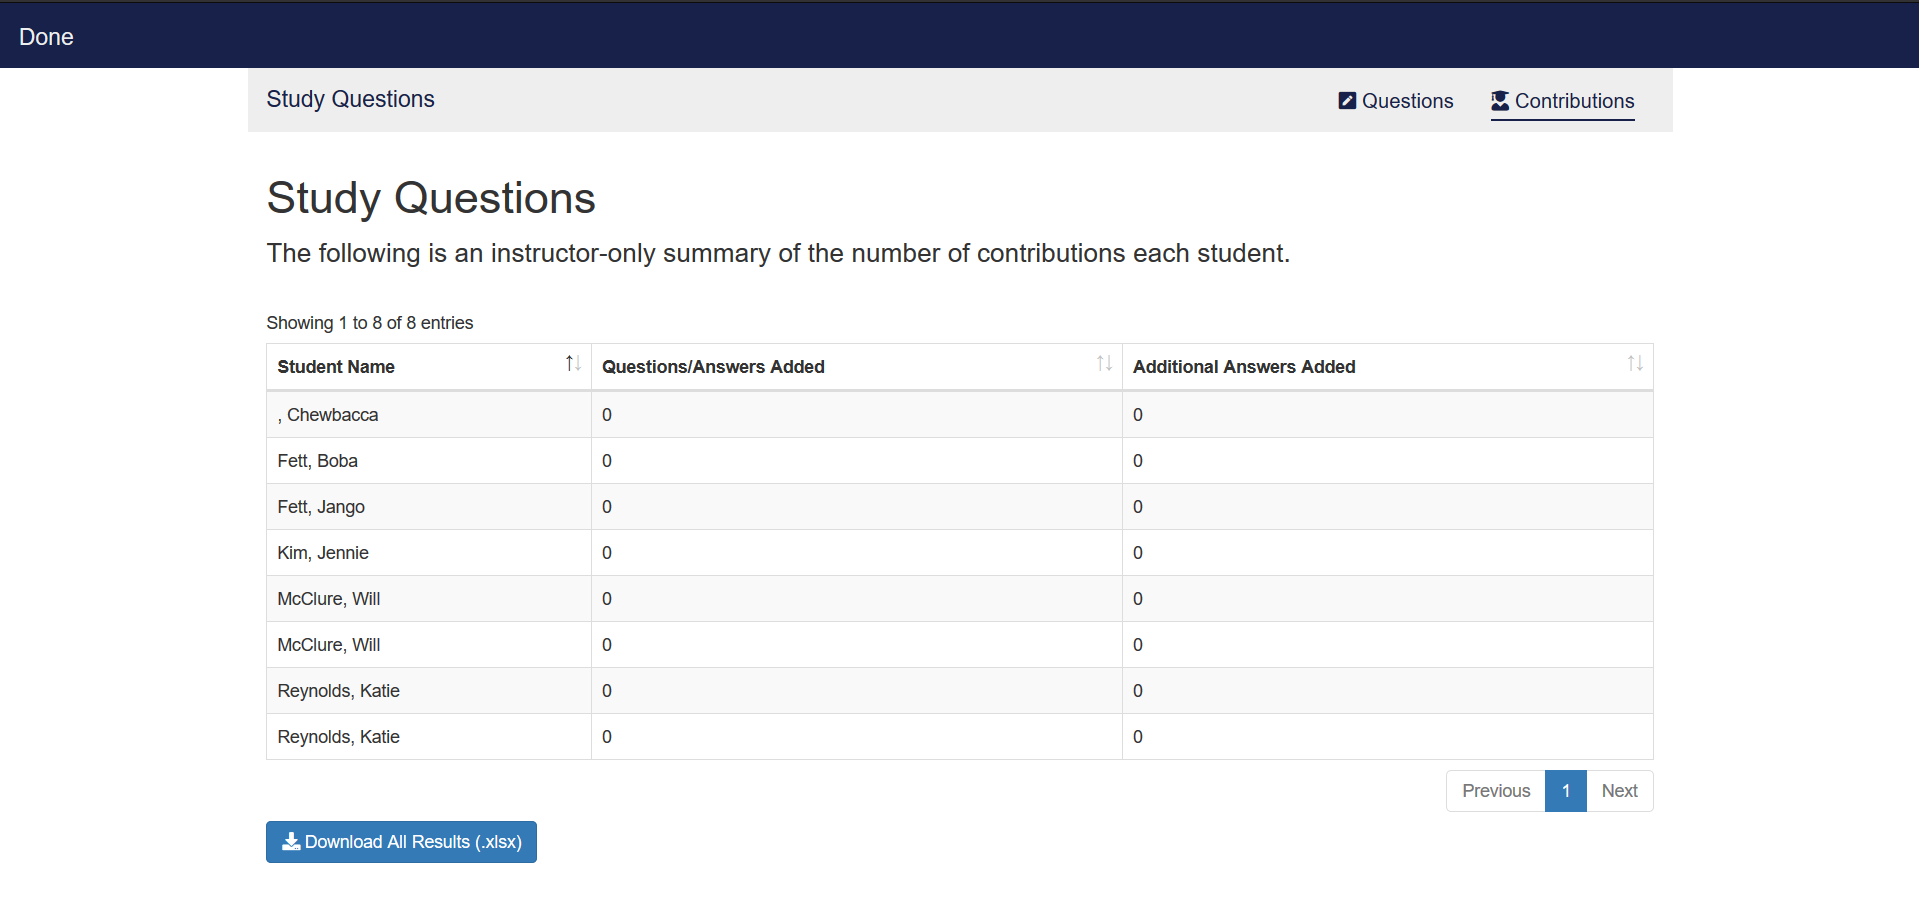 Done
Study Questions
Questions
Contributions
Study Questions
The following is an instructor-only summary of the number of contributions each student.
Showing 1 to 8 of 8 entries
Student Name Questions/Answers Added Additional Answers Added
, Chewbacca 0 0
Fett, Boba 0 0
Fett, Jango 0 0
Kim, Jennie 0 0
McClure, Will 0 0
McClure, Will 0 0
Reynolds, Katie 0 0
Reynolds, Katie 0 0
Previous 1 Next
Download All Results (.xlsx)